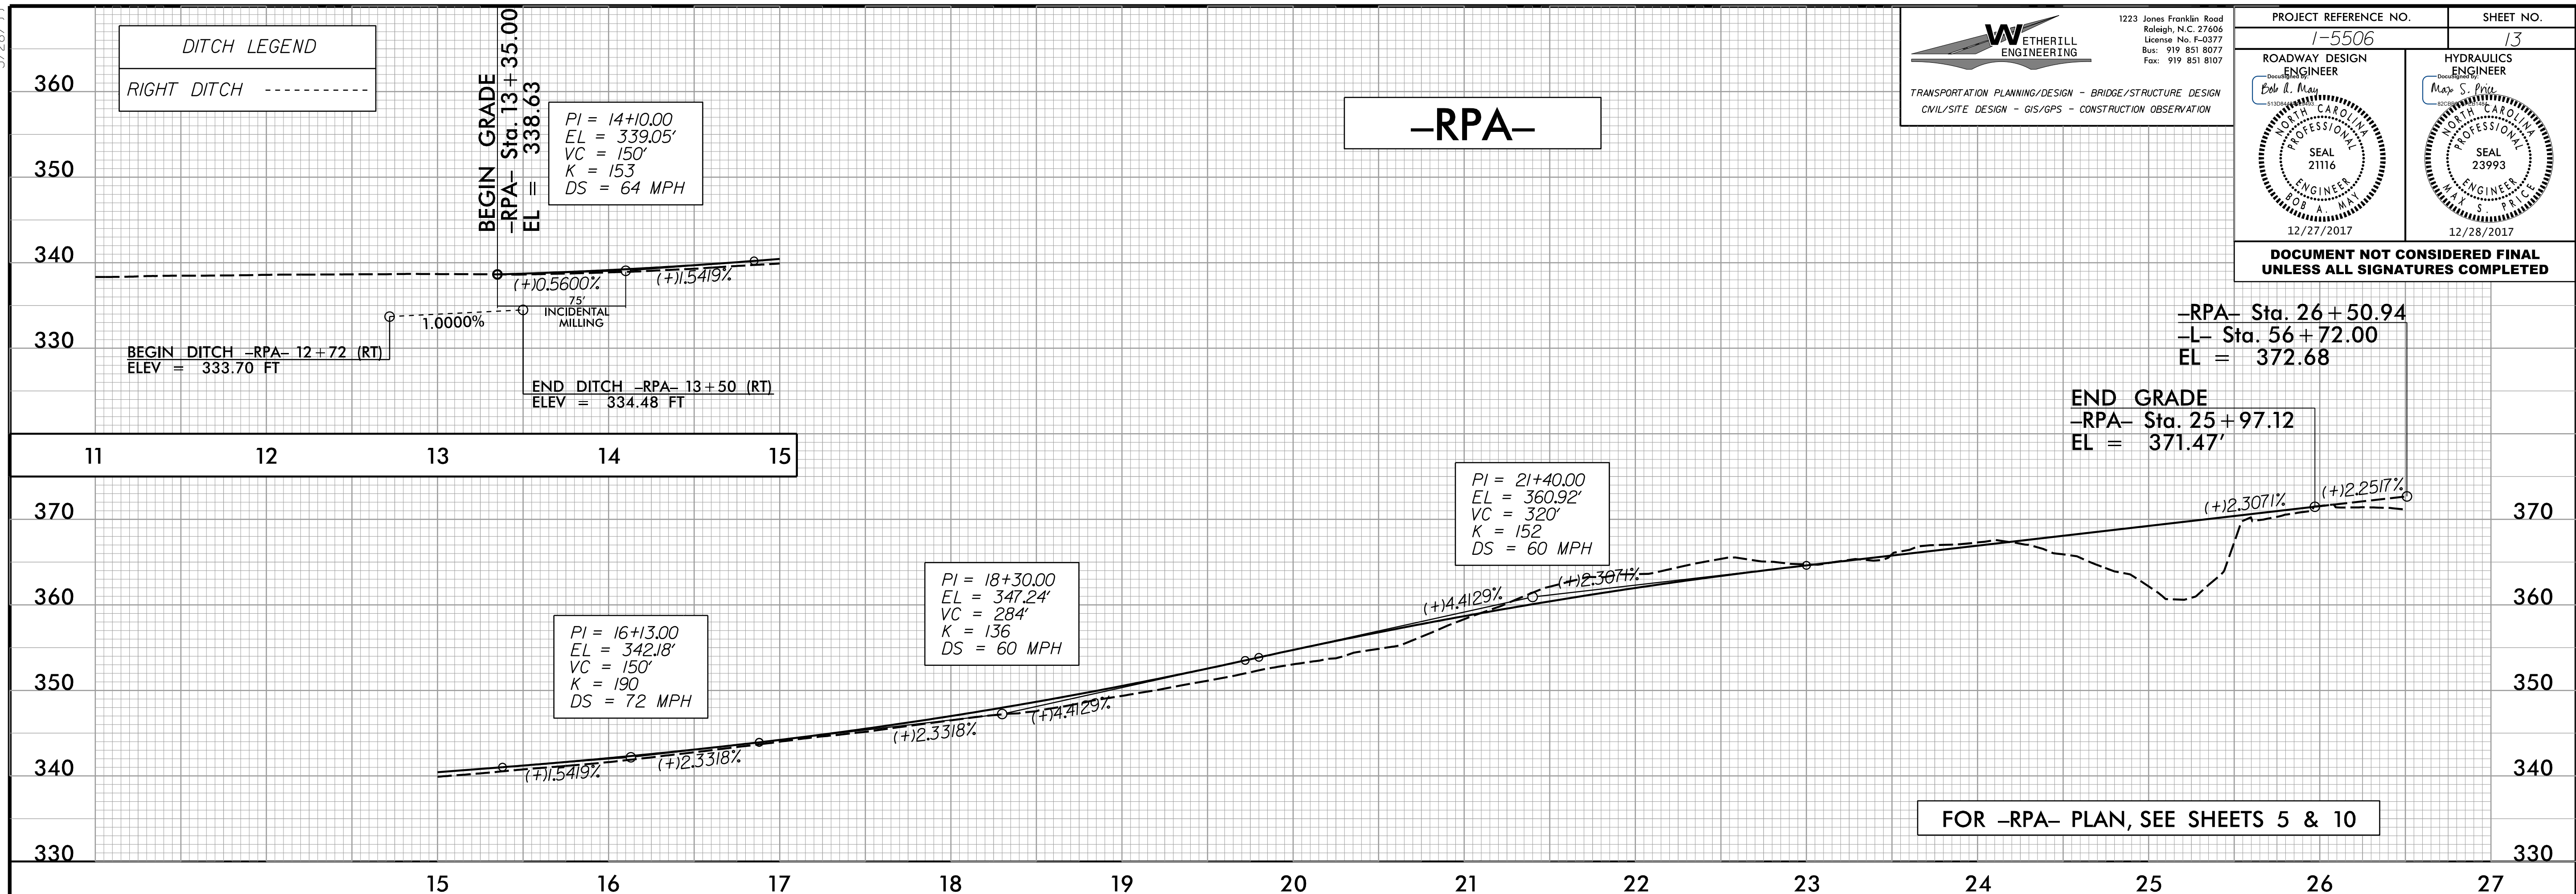 DITCH LEGEND
RIGHT DITCH
BEGIN GRADE
–RPA– Sta. 13+35.00
EL = 338.63
PI = 14+10.00
EL = 339.05'
VC = 150'
K = 153
DS = 64 MPH
–RPA–
WETHERILL
ENGINEERING
1223 Jones Franklin Road
Raleigh, N.C. 27606
License No. F-0377
Bus: 919 851 8077
Fax: 919 851 8107
TRANSPORTATION PLANNING/DESIGN - BRIDGE/STRUCTURE DESIGN
CIVIL/SITE DESIGN - GIS/GPS - CONSTRUCTION OBSERVATION
PROJECT REFERENCE NO.
SHEET NO.
I-5506
13
ROADWAY DESIGN
ENGINEER
HYDRAULICS
ENGINEER
DocuSigned by:
Bob A. May
DocuSigned by:
Max S. Price
NORTH CAROLINA
PROFESSIONAL
SEAL
21116
ENGINEER
BOB A. MAY
NORTH CAROLINA
PROFESSIONAL
SEAL
23993
ENGINEER
MAX S. PRICE
12/27/2017
12/28/2017
DOCUMENT NOT CONSIDERED FINAL
UNLESS ALL SIGNATURES COMPLETED
360
350
340
330
(+)0.5600%
(+)1.5419%
75'
INCIDENTAL
MILLING
1.0000%
BEGIN DITCH –RPA– 12+72 (RT)
ELEV = 333.70 FT
END DITCH –RPA– 13+50 (RT)
ELEV = 334.48 FT
11 12 13 14 15
–RPA– Sta. 26+50.94
–L– Sta. 56+72.00
EL = 372.68
END GRADE
–RPA– Sta. 25+97.12
EL = 371.47'
370
360
350
340
330
PI = 16+13.00
EL = 342.18'
VC = 150'
K = 190
DS = 72 MPH
PI = 18+30.00
EL = 347.24'
VC = 284'
K = 136
DS = 60 MPH
PI = 21+40.00
EL = 360.92'
VC = 320'
K = 152
DS = 60 MPH
(+)1.5419%
(+)2.3318%
(+)2.3318%
(+)4.4129%
(+)4.4129%
(+)2.3071%
(+)2.3071%
(+)2.2517%
370
360
350
340
330
FOR –RPA– PLAN, SEE SHEETS 5 & 10
15 16 17 18 19 20 21 22 23 24 25 26 27